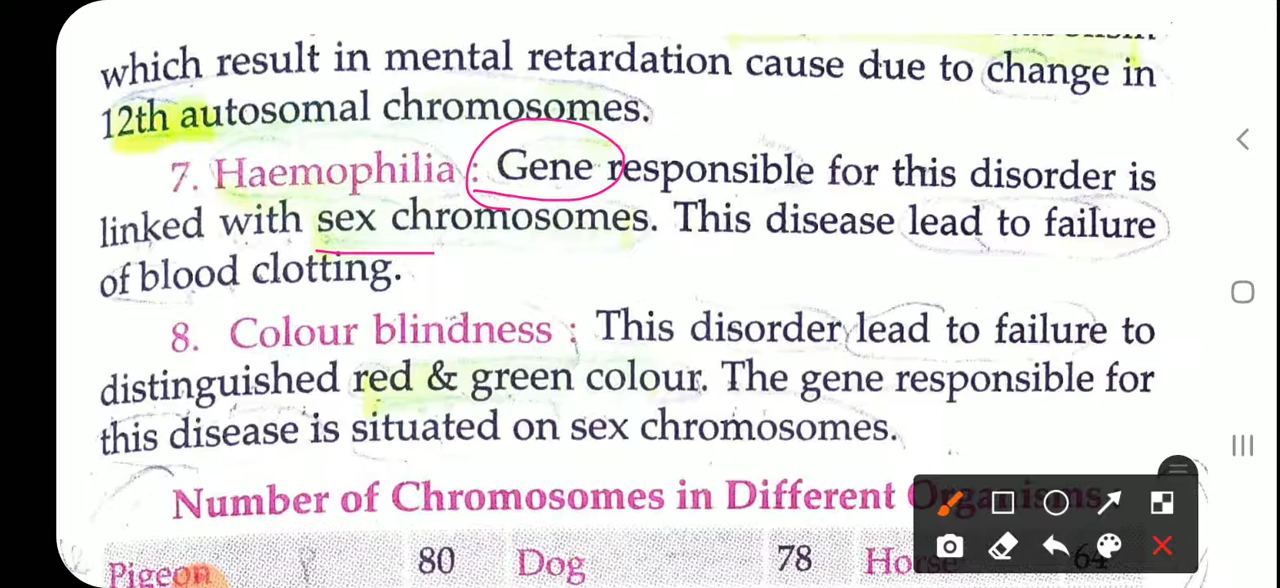 which result in mental retardation cause due to change in
12th autosomal chromosomes.
7. Haemophilia : Gene responsible for this disorder is
linked with sex chromosomes. This disease lead to failure
of blood clotting.
8. Colour blindness : This disorder lead to failure to
distinguished red & green colour. The gene responsible for
this disease is situated on sex chromosomes.
Number of Chromosomes in Different Organisms
Pigeon 80 Dog 78 Horse 64